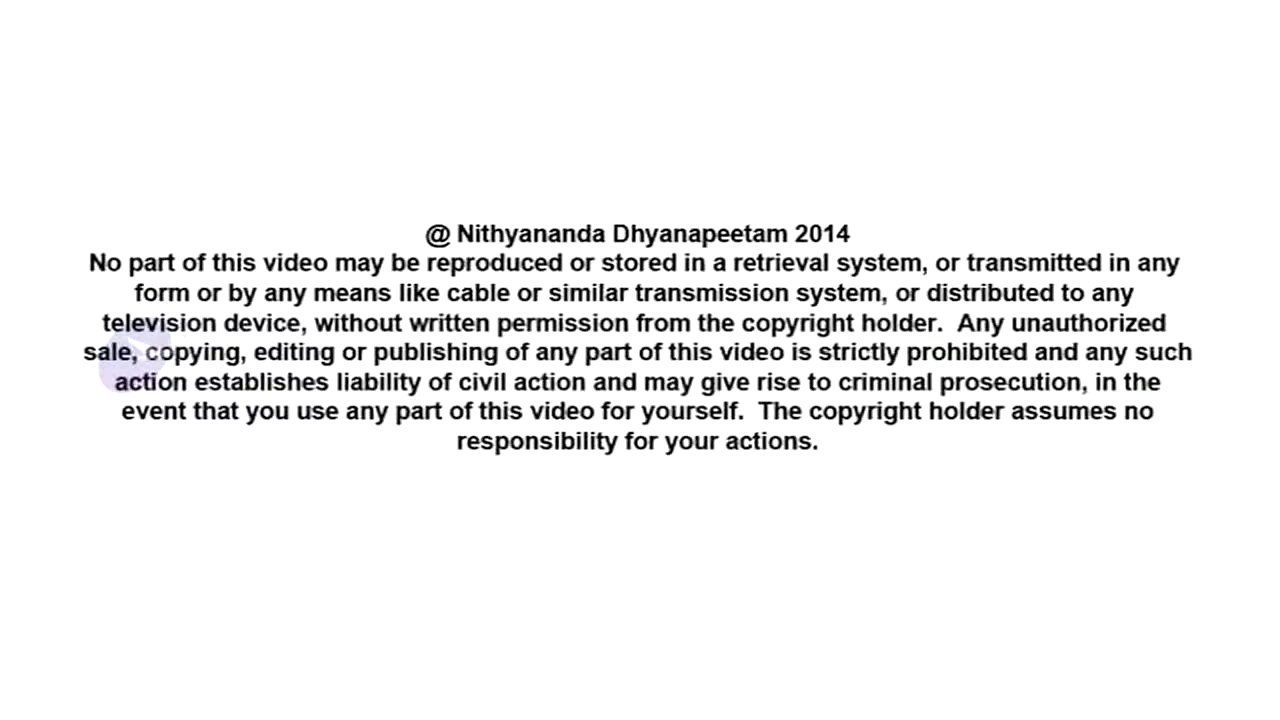 @ Nithyananda Dhyanapeetam 2014
No part of this video may be reproduced or stored in a retrieval system, or transmitted in any
form or by any means like cable or similar transmission system, or distributed to any
television device, without written permission from the copyright holder.  Any unauthorized
sale, copying, editing or publishing of any part of this video is strictly prohibited and any such
action establishes liability of civil action and may give rise to criminal prosecution, in the
event that you use any part of this video for yourself.  The copyright holder assumes no
responsibility for your actions.